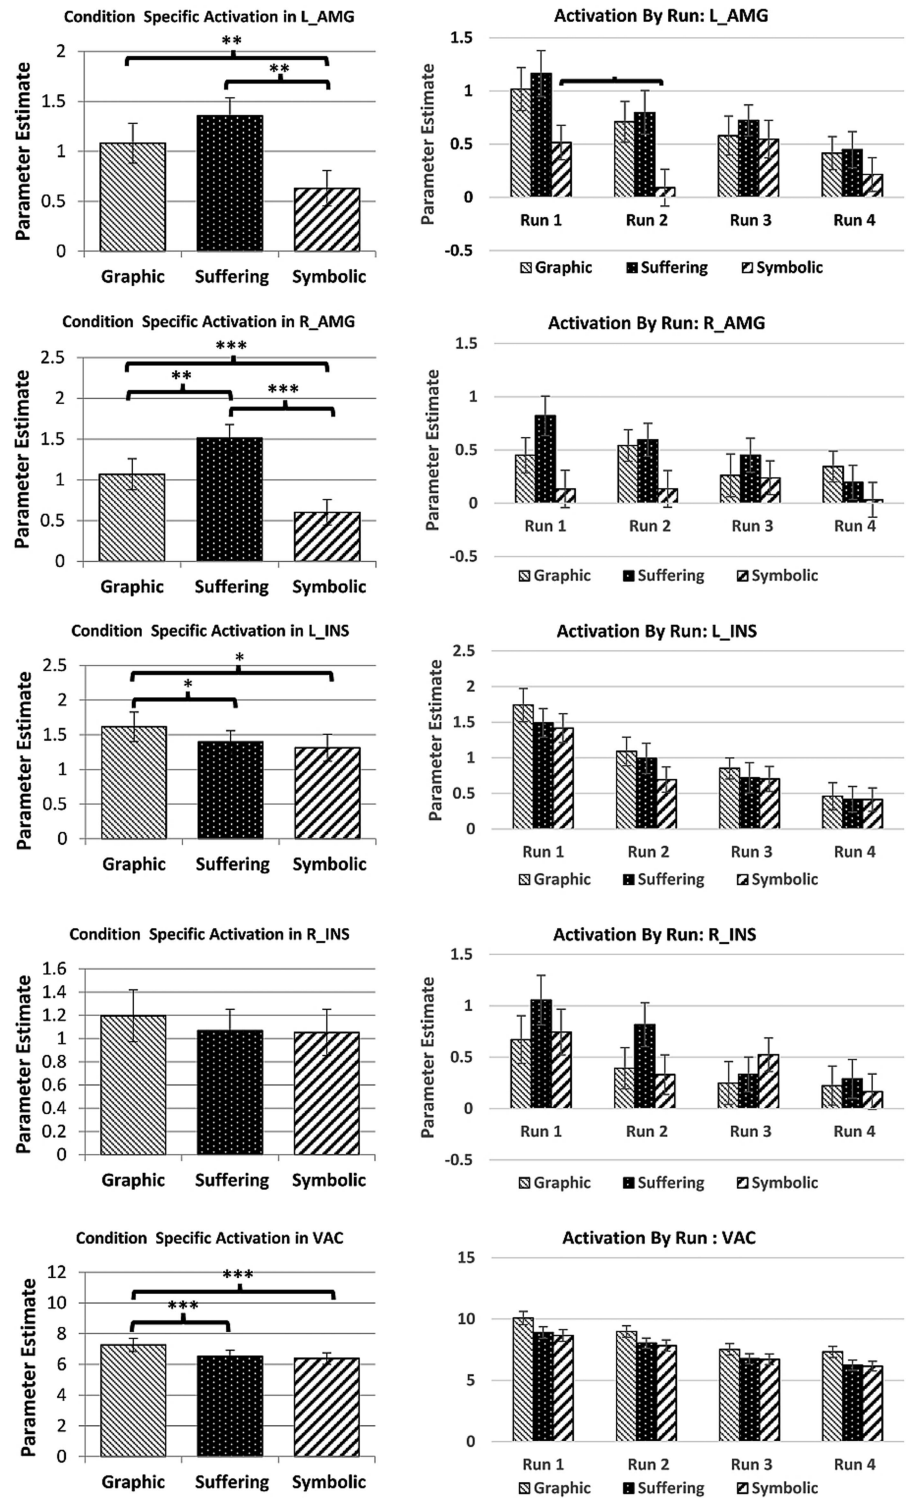 Condition Specific Activation in L_AMG
Parameter Estimate
2
1.5
1
0.5
0
**
**
Graphic Suffering Symbolic
Activation By Run: L_AMG
Parameter Estimate
1.5
1
0.5
0
-0.5
Run 1 Run 2 Run 3 Run 4
Graphic Suffering Symbolic
Condition Specific Activation in R_AMG
Parameter Estimate
2.5
2
1.5
1
0.5
0
***
**
***
Graphic Suffering Symbolic
Activation By Run: R_AMG
Parameter Estimate
1.5
0.5
0
-0.5
Run 1 Run 2 Run 3 Run 4
Graphic Suffering Symbolic
Condition Specific Activation in L_INS
Parameter Estimate
2.5
2
1.5
1
0.5
0
*
*
Graphic Suffering Symbolic
Activation By Run: L_INS
Parameter Estimate
2.5
2
1.5
1
0.5
0
Run 1 Run 2 Run 3 Run 4
Graphic Suffering Symbolic
Condition Specific Activation in R_INS
Parameter Estimate
1.6
1.4
1.2
1
0.8
0.6
0.4
0.2
0
Graphic Suffering Symbolic
Activation By Run: R_INS
Parameter Estimate
1.5
1
0.5
0
-0.5
Run 1 Run 2 Run 3 Run 4
Graphic Suffering Symbolic
Condition Specific Activation in VAC
Parameter Estimate
12
10
8
6
4
2
0
***
***
Graphic Suffering Symbolic
Activation By Run : VAC
Parameter Estimate
15
10
5
0
Run 1 Run 2 Run 3 Run 4
Graphic Suffering Symbolic